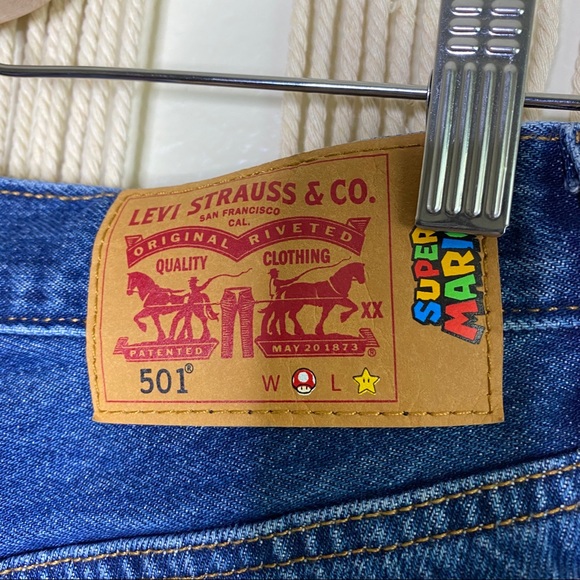 LEVI STRAUSS & CO.
SAN FRANCISCO
CAL.
ORIGINAL RIVETED
QUALITY CLOTHING
XX
PATENTED MAY 20 1873 ®
501® W L
SUPER
MARIO